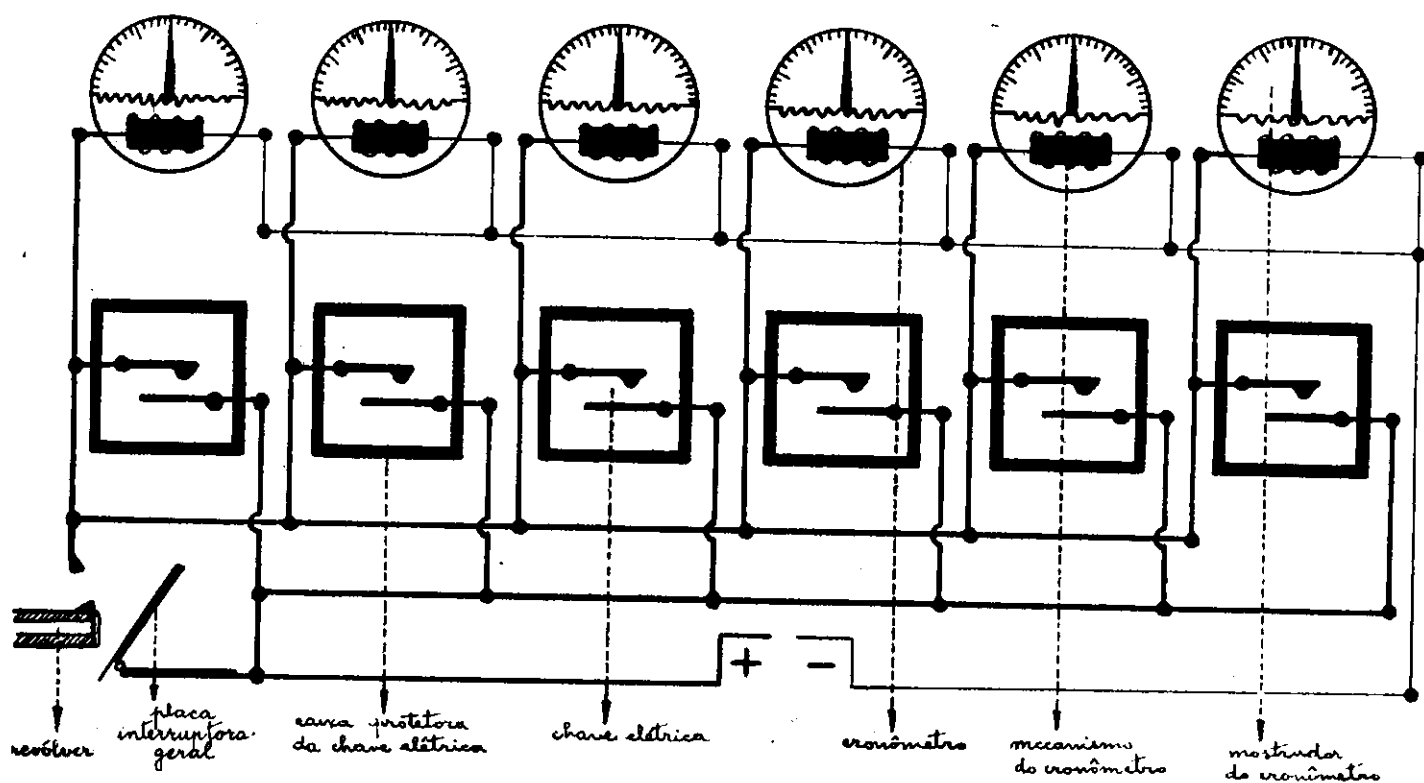 + −
revólver
placa
interruptora
geral
caixa protetora
da chave elétrica
chave elétrica
cronômetro
mecanismo
do cronômetro
mostrador
do cronômetro